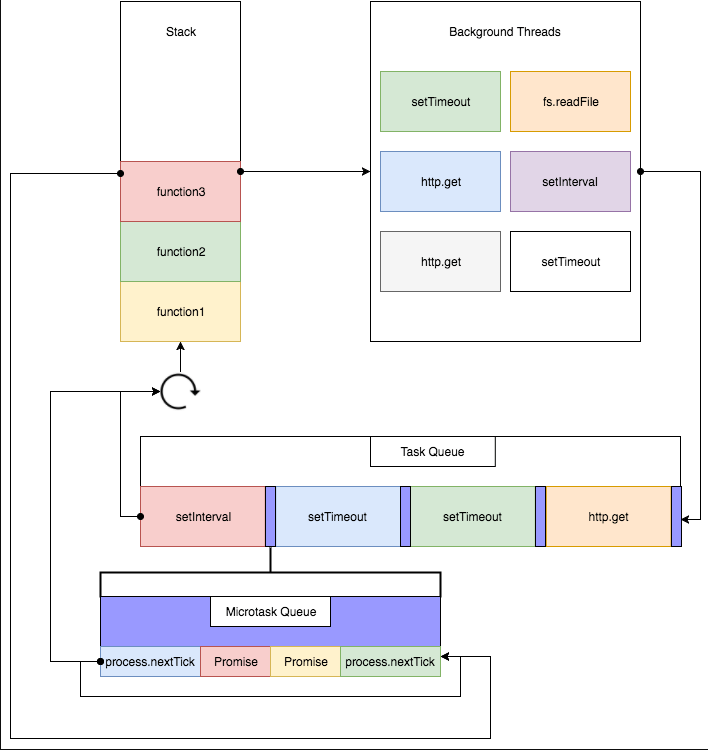 Stack
Background Threads
setTimeout
fs.readFile
function3
http.get
setInterval
function2
http.get
setTimeout
function1
Task Queue
setInterval
setTimeout
setTimeout
http.get
Microtask Queue
process.nextTick
Promise
Promise
process.nextTick